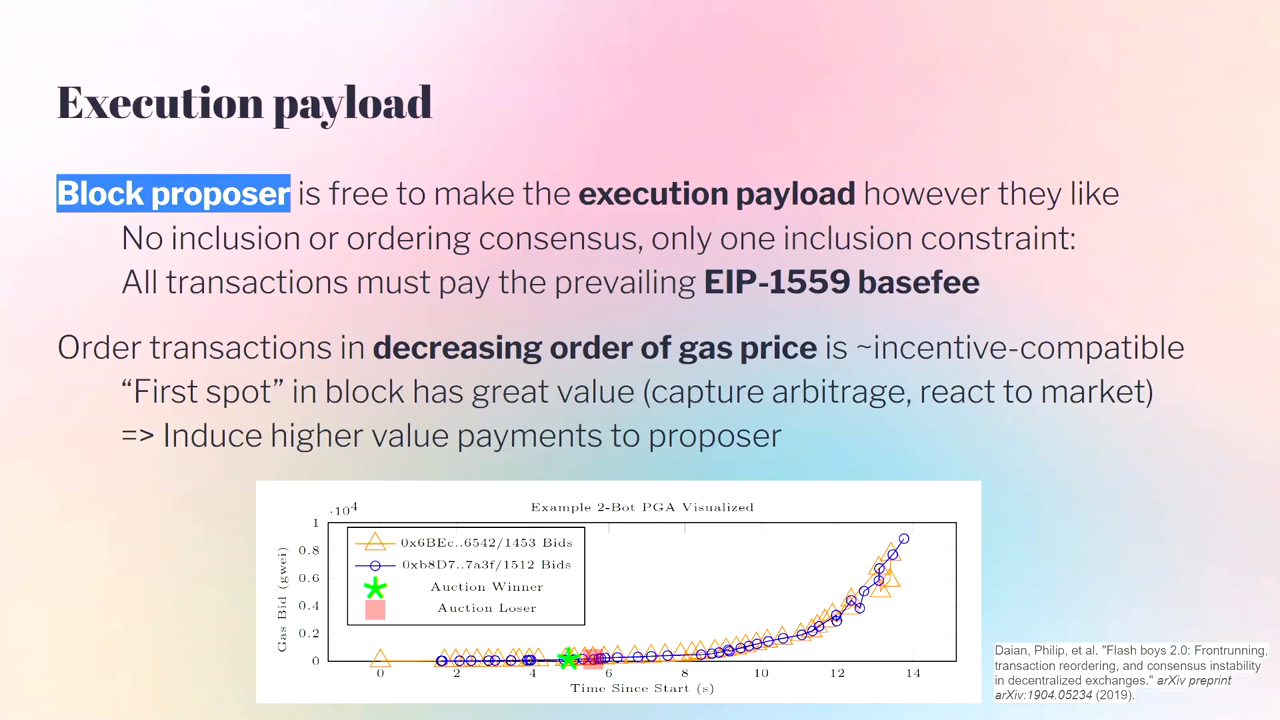 Execution payload
Block proposer is free to make the execution payload however they like
No inclusion or ordering consensus, only one inclusion constraint:
All transactions must pay the prevailing EIP-1559 basefee
Order transactions in decreasing order of gas price is ~incentive-compatible
“First spot” in block has great value (capture arbitrage, react to market)
=> Induce higher value payments to proposer
Example 2-Bot PGA Visualized
·10⁴
1
0.8
0.6
0.4
0.2
0
Gas Bid (gwei)
0x6BEc..6542/1453 Bids
0xb8D7..7a3f/1512 Bids
Auction Winner
Auction Loser
0 2 4 6 8 10 12 14
Time Since Start (s)
Daian, Philip, et al. "Flash boys 2.0: Frontrunning,
transaction reordering, and consensus instability
in decentralized exchanges." arXiv preprint
arXiv:1904.05234 (2019).